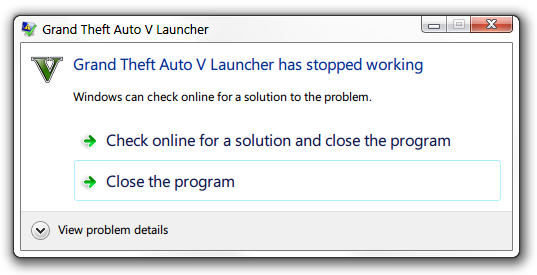 Grand Theft Auto V Launcher
Grand Theft Auto V Launcher has stopped working
Windows can check online for a solution to the problem.
Check online for a solution and close the program
Close the program
View problem details